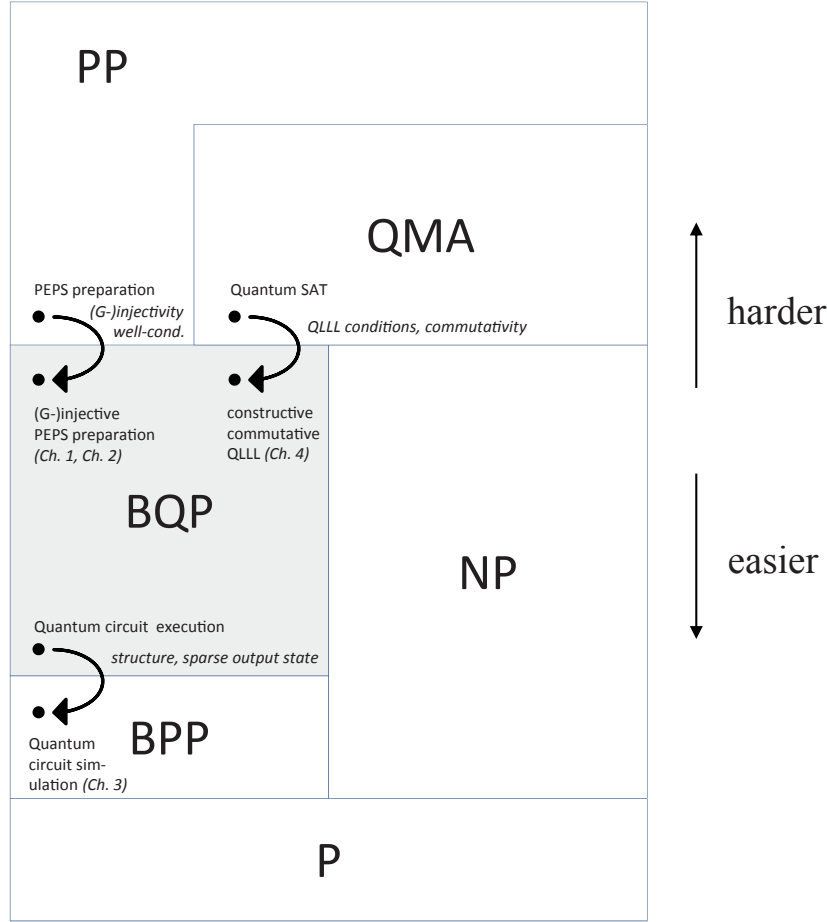 PP
QMA
PEPS preparation
(G-)injectivity
well-cond.
Quantum SAT
QLLL conditions, commutativity
harder
(G-)injective
PEPS preparation
(Ch. 1, Ch. 2)
constructive
commutative
QLLL (Ch. 4)
BQP
NP
easier
Quantum circuit execution
structure, sparse output state
BPP
Quantum
circuit sim-
ulation (Ch. 3)
P